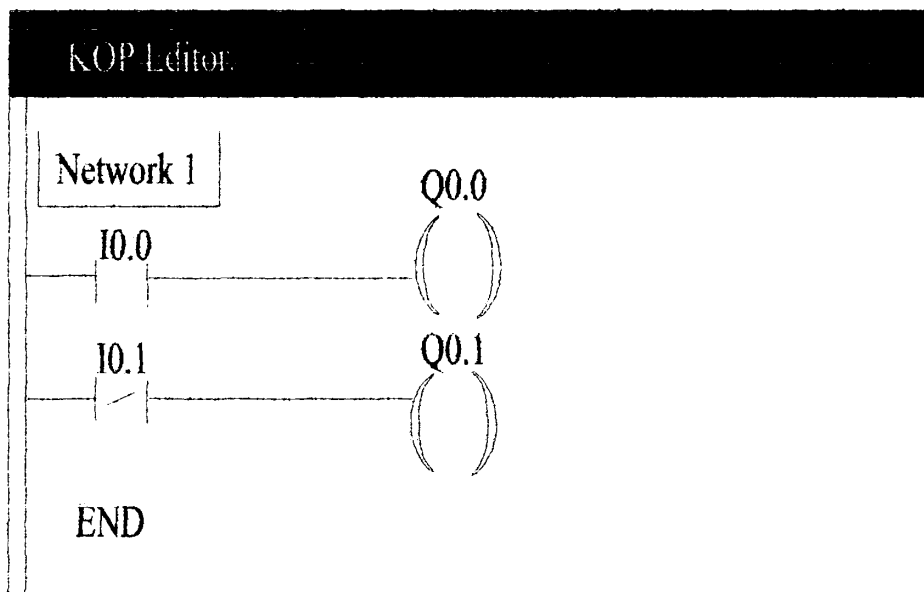 KOP Editor
Network 1
Q0.0
I0.0
I0.1
Q0.1
END